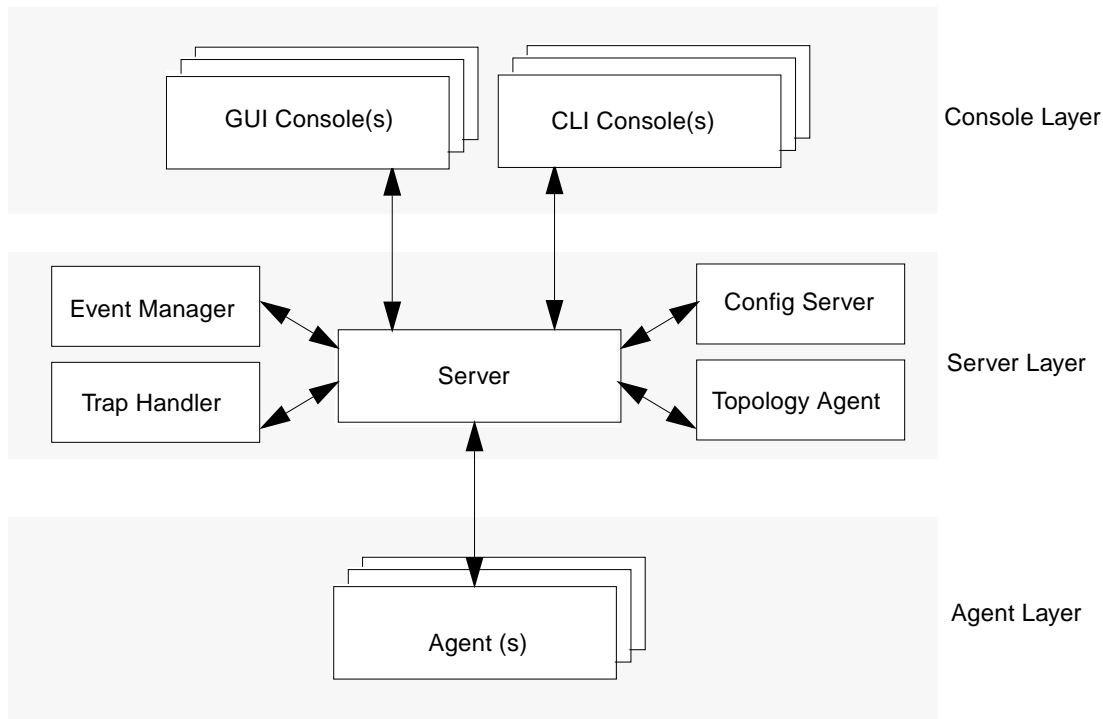 GUI Console(s)
CLI Console(s)
Console Layer
Event Manager
Config Server
Server
Server Layer
Trap Handler
Topology Agent
Agent (s)
Agent Layer